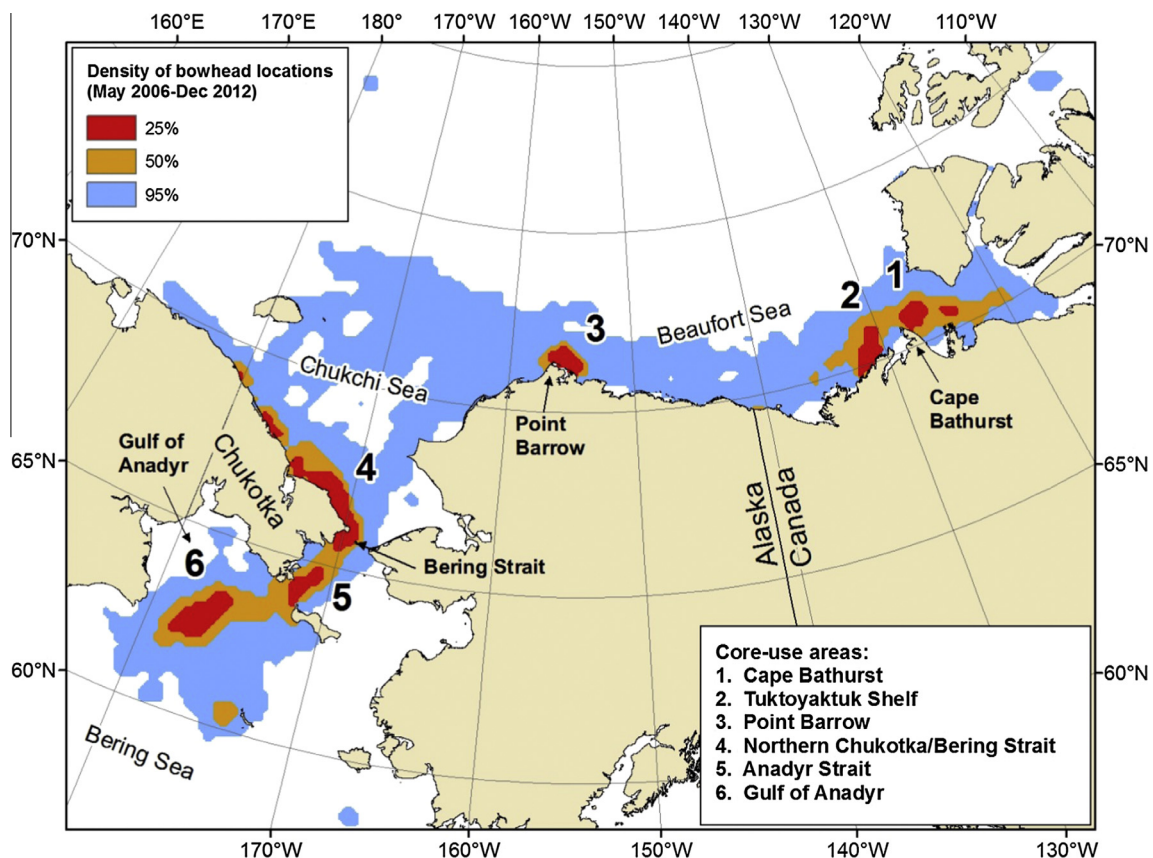 160°E 170°E 180° 170°W 160°W 150°W 140°W 130°W 120°W 110°W
Density of bowhead locations
(May 2006-Dec 2012)
25%
50%
95%
70°N
70°N
1
2
3
Beaufort Sea
Chukchi Sea
Cape
Bathurst
Point
Barrow
Gulf of
Anadyr
Chukotka
4
65°N
65°N
Alaska
Canada
6
Bering Strait
5
60°N
60°N
Bering Sea
Core-use areas:
1. Cape Bathurst
2. Tuktoyaktuk Shelf
3. Point Barrow
4. Northern Chukotka/Bering Strait
5. Anadyr Strait
6. Gulf of Anadyr
170°W 160°W 150°W 140°W 130°W